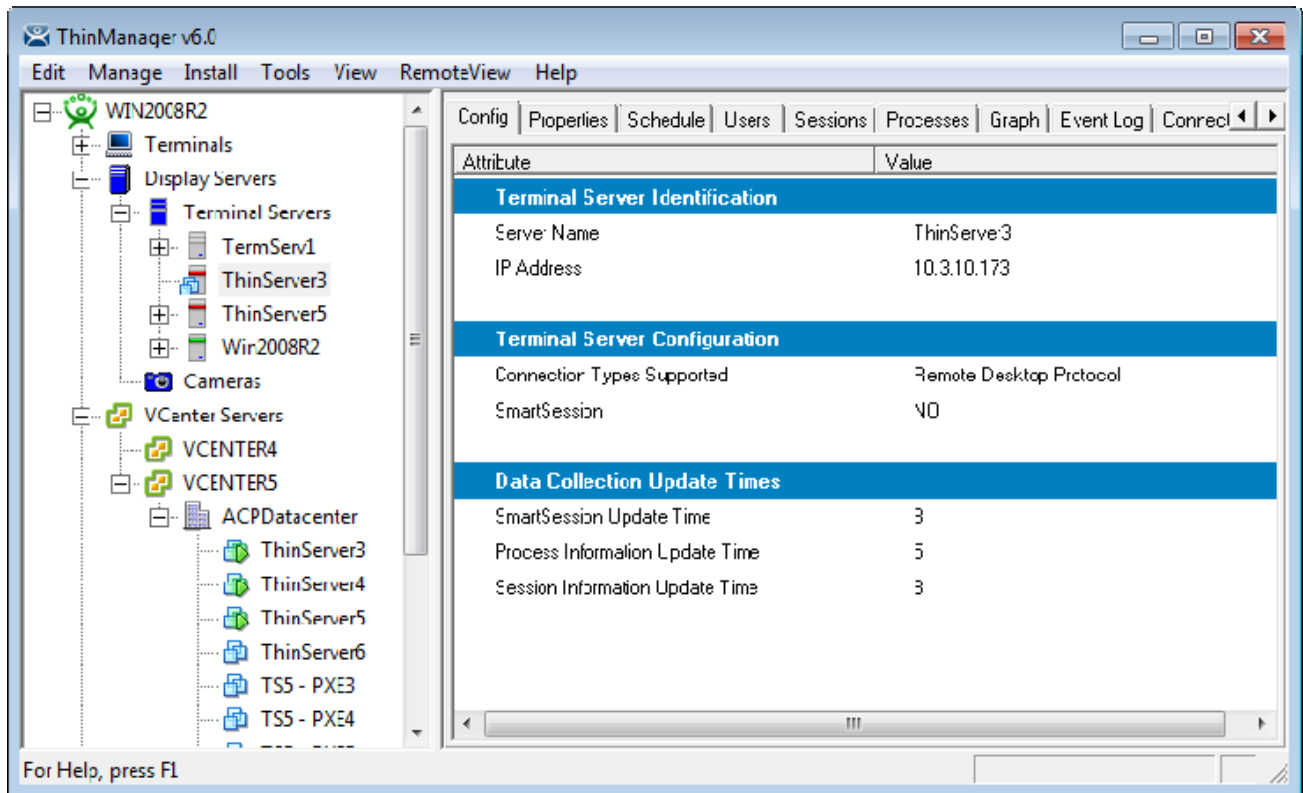 ThinManager v6.0
Edit Manage Install Tools View RemoteView Help
WIN2008R2
Terminals
Display Servers
Terminal Servers
TermServ1
ThinServer3
ThinServer5
Win2008R2
Cameras
VCenter Servers
VCENTER4
VCENTER5
ACPDatacenter
ThinServer3
ThinServer4
ThinServer5
ThinServer6
TS5 - PXE3
TS5 - PXE4
Config Properties Schedule Users Sessions Processes Graph Event Log Connect
Attribute Value
Terminal Server Identification
Server Name ThinServer3
IP Address 10.3.10.173
Terminal Server Configuration
Connection Types Supported Remote Desktop Protocol
SmartSession NO
Data Collection Update Times
SmartSession Update Time
Process Information Update Time 5
Session Information Update Time
For Help, press F1